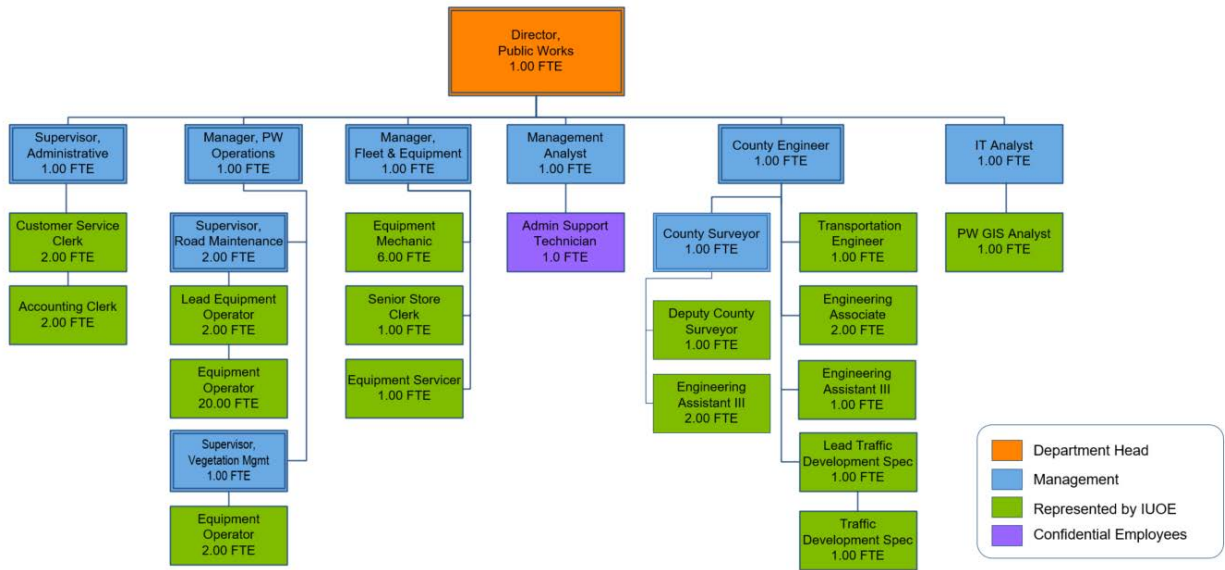 Director,
Public Works
1.00 FTE
Supervisor,
Administrative
1.00 FTE
Manager, PW
Operations
1.00 FTE
Manager,
Fleet & Equipment
1.00 FTE
Management
Analyst
1.00 FTE
County Engineer
1.00 FTE
IT Analyst
1.00 FTE
Customer Service
Clerk
2.00 FTE
Accounting Clerk
2.00 FTE
Supervisor,
Road Maintenance
2.00 FTE
Lead Equipment
Operator
2.00 FTE
Equipment
Operator
20.00 FTE
Supervisor,
Vegetation Mgmt
1.00 FTE
Equipment
Operator
2.00 FTE
Equipment
Mechanic
6.00 FTE
Senior Store
Clerk
1.00 FTE
Equipment Servicer
1.00 FTE
Admin Support
Technician
1.0 FTE
County Surveyor
1.00 FTE
Deputy County
Surveyor
1.00 FTE
Engineering
Assistant III
2.00 FTE
Transportation
Engineer
1.00 FTE
Engineering
Associate
2.00 FTE
Engineering
Assistant III
1.00 FTE
Lead Traffic
Development Spec
1.00 FTE
Traffic
Development Spec
1.00 FTE
PW GIS Analyst
1.00 FTE
Department Head
Management
Represented by IUOE
Confidential Employees